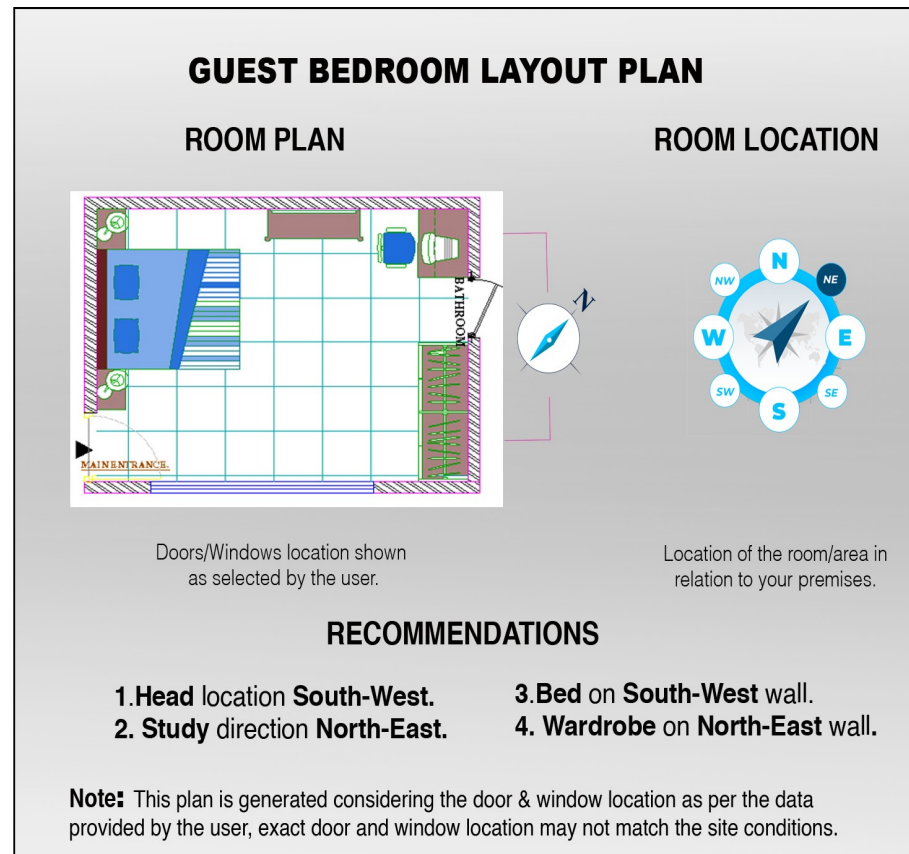 GUEST BEDROOM LAYOUT PLAN
ROOM PLAN
ROOM LOCATION
BATHROOM
MAIN ENTRANCE.
N
N
NW
NE
W
E
SW
SE
S
Doors/Windows location shown
as selected by the user.
Location of the room/area in
relation to your premises.
RECOMMENDATIONS
1.Head location South-West.
2. Study direction North-East.
3.Bed on South-West wall.
4. Wardrobe on North-East wall.
Note: This plan is generated considering the door & window location as per the data
provided by the user, exact door and window location may not match the site conditions.